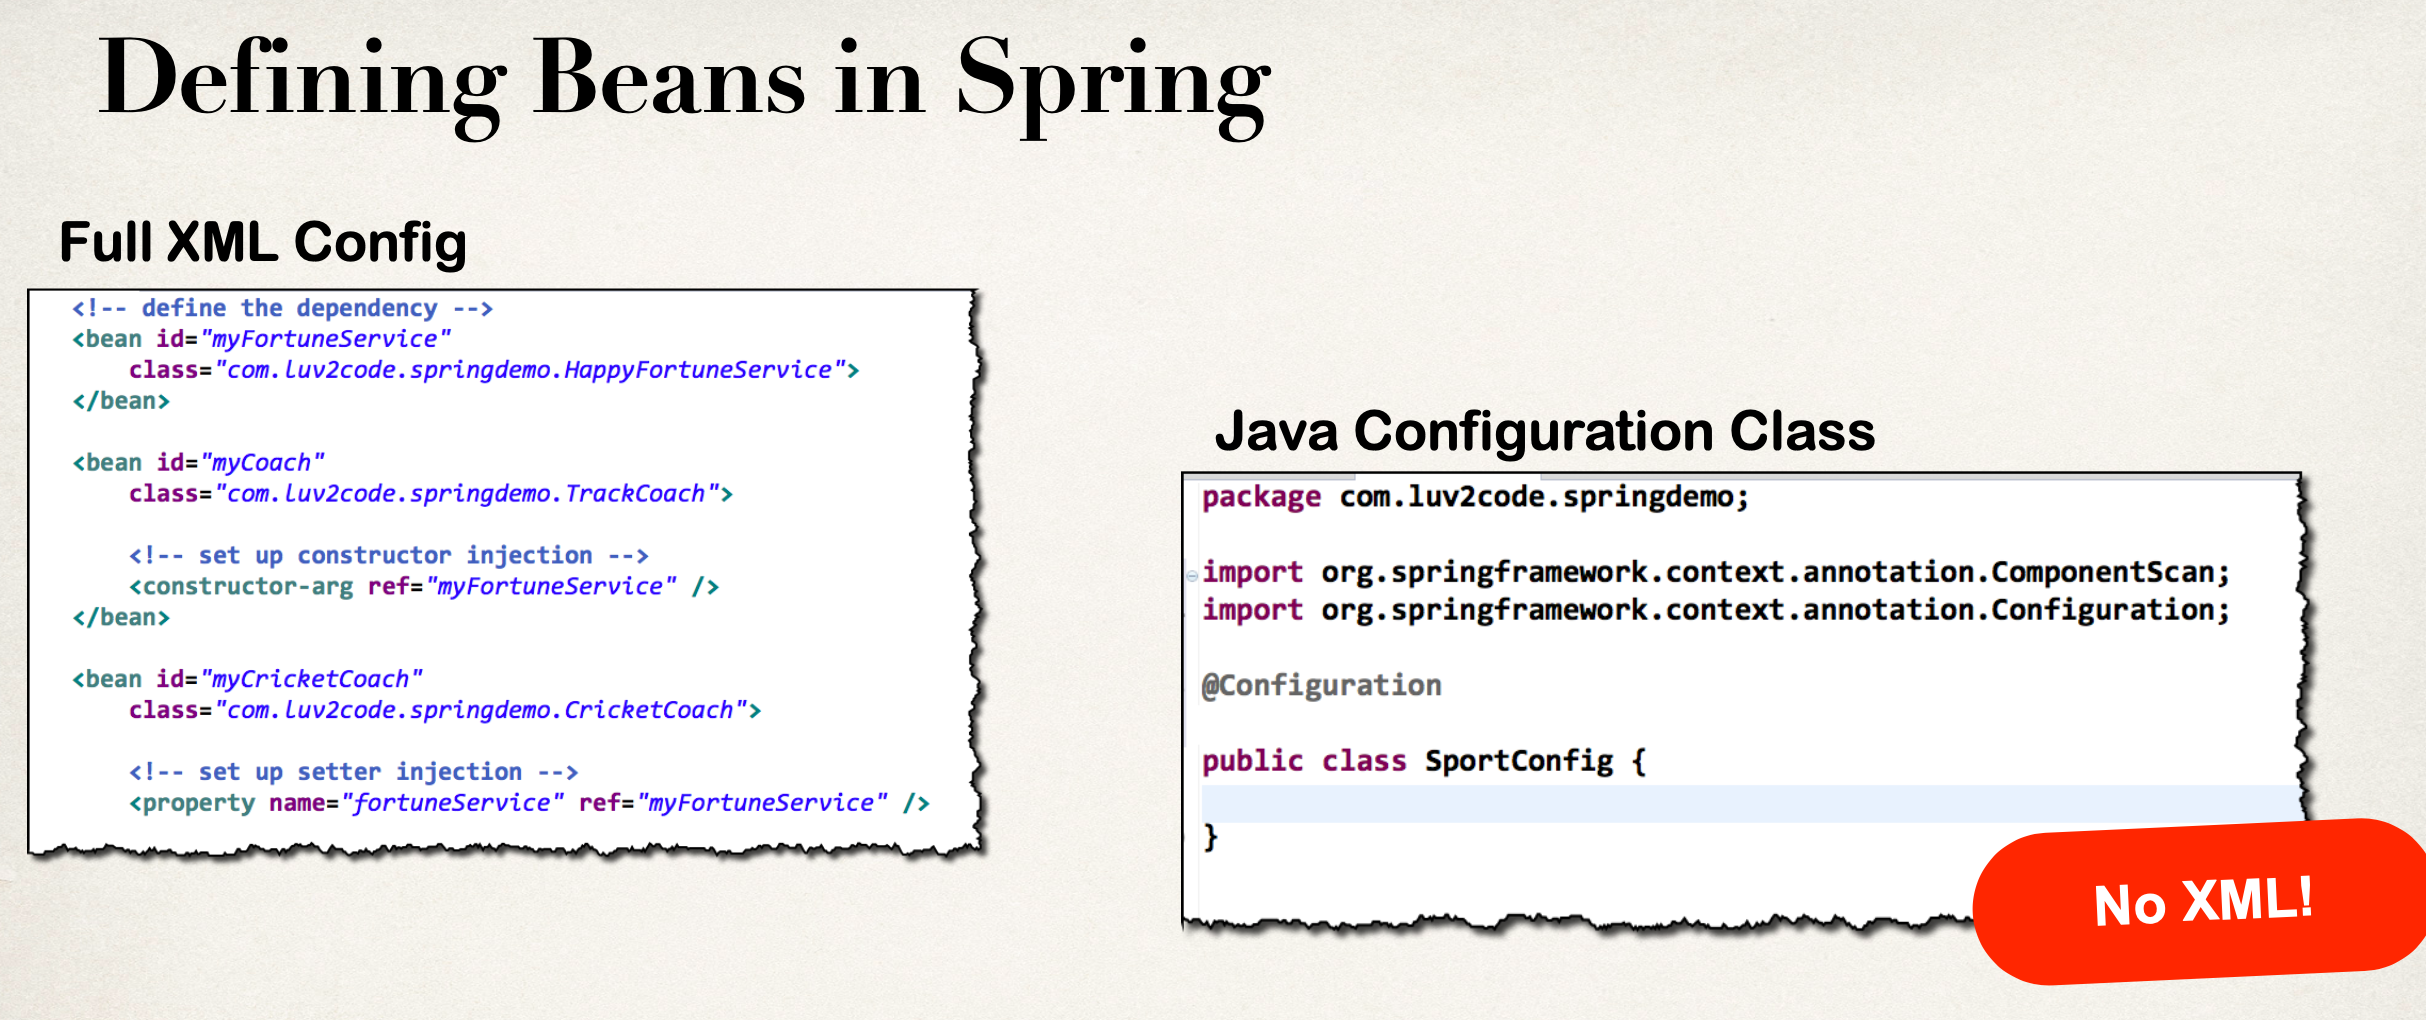 Defining Beans in Spring
Full XML Config
<!-- define the dependency -->
<bean id="myFortuneService"
class="com.luv2code.springdemo.HappyFortuneService">
</bean>
<bean id="myCoach"
class="com.luv2code.springdemo.TrackCoach">
<!-- set up constructor injection -->
<constructor-arg ref="myFortuneService" />
</bean>
<bean id="myCricketCoach"
class="com.luv2code.springdemo.CricketCoach">
<!-- set up setter injection -->
<property name="fortuneService" ref="myFortuneService" />
Java Configuration Class
package com.luv2code.springdemo;
import org.springframework.context.annotation.ComponentScan;
import org.springframework.context.annotation.Configuration;
@Configuration
public class SportConfig {
}
No XML!